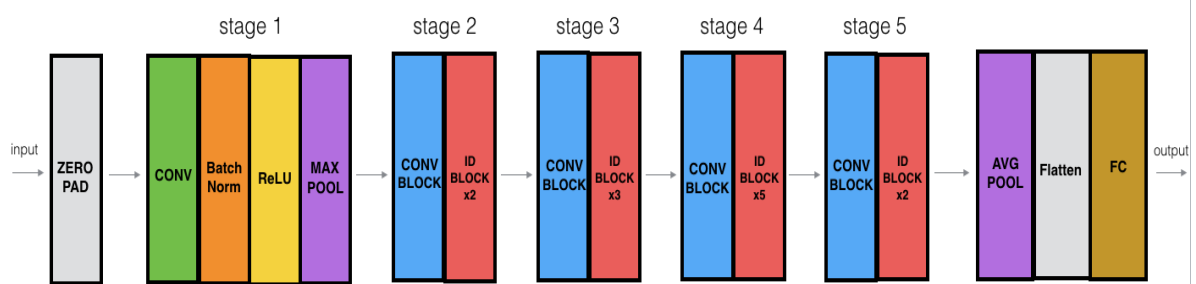 stage 1
stage 2
stage 3
stage 4
stage 5
input
ZERO
PAD
CONV
Batch
Norm
ReLU
MAX
POOL
CONV
BLOCK
ID
BLOCK
x2
CONV
BLOCK
ID
BLOCK
x3
CONV
BLOCK
ID
BLOCK
x5
CONV
BLOCK
ID
BLOCK
x2
AVG
POOL
Flatten
FC
output